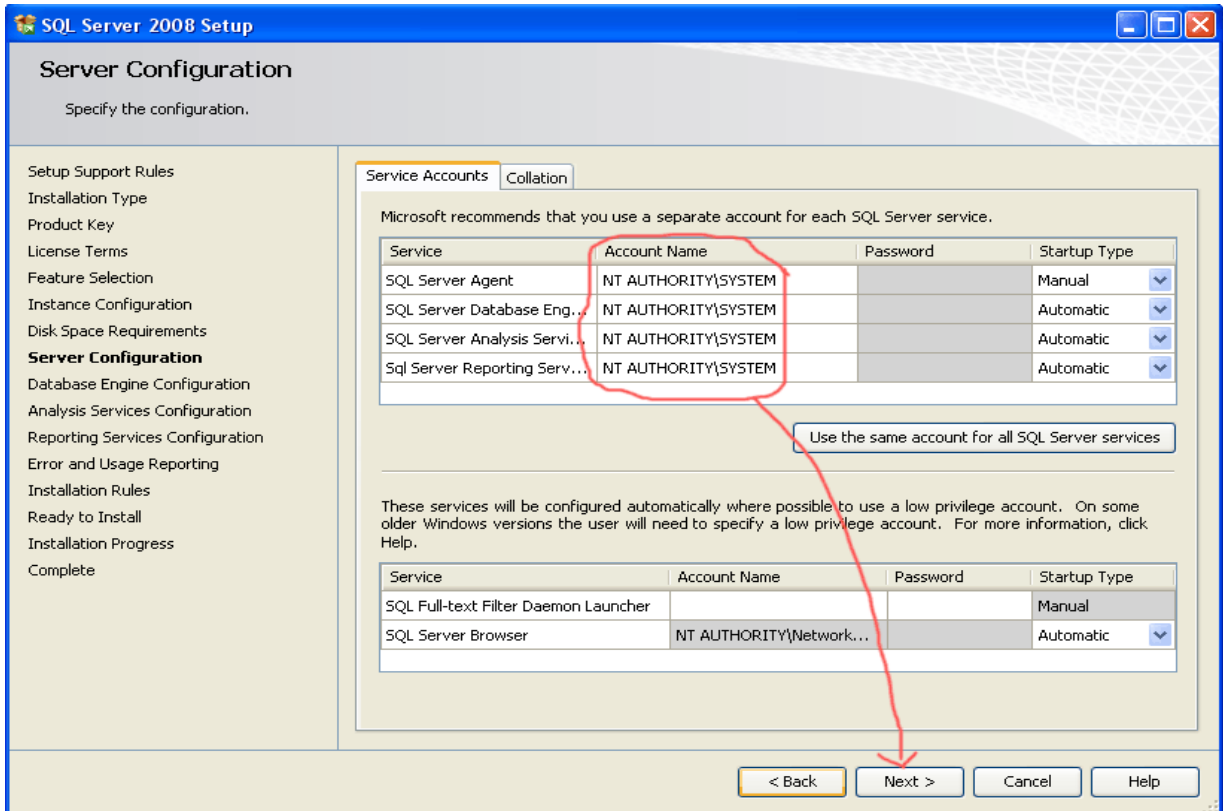 SQL Server 2008 Setup
Server Configuration
Specify the configuration.
Setup Support Rules
Installation Type
Product Key
License Terms
Feature Selection
Instance Configuration
Disk Space Requirements
Server Configuration
Database Engine Configuration
Analysis Services Configuration
Reporting Services Configuration
Error and Usage Reporting
Installation Rules
Ready to Install
Installation Progress
Complete
Service Accounts Collation
Microsoft recommends that you use a separate account for each SQL Server service.
Service Account Name Password Startup Type
SQL Server Agent NT AUTHORITY\SYSTEM Manual
SQL Server Database Eng... NT AUTHORITY\SYSTEM Automatic
SQL Server Analysis Servi... NT AUTHORITY\SYSTEM Automatic
Sql Server Reporting Serv... NT AUTHORITY\SYSTEM Automatic
Use the same account for all SQL Server services
These services will be configured automatically where possible to use a low privilege account. On some
older Windows versions the user will need to specify a low privilege account. For more information, click
Help.
Service Account Name Password Startup Type
SQL Full-text Filter Daemon Launcher Manual
SQL Server Browser NT AUTHORITY\Network... Automatic
< Back Next > Cancel Help